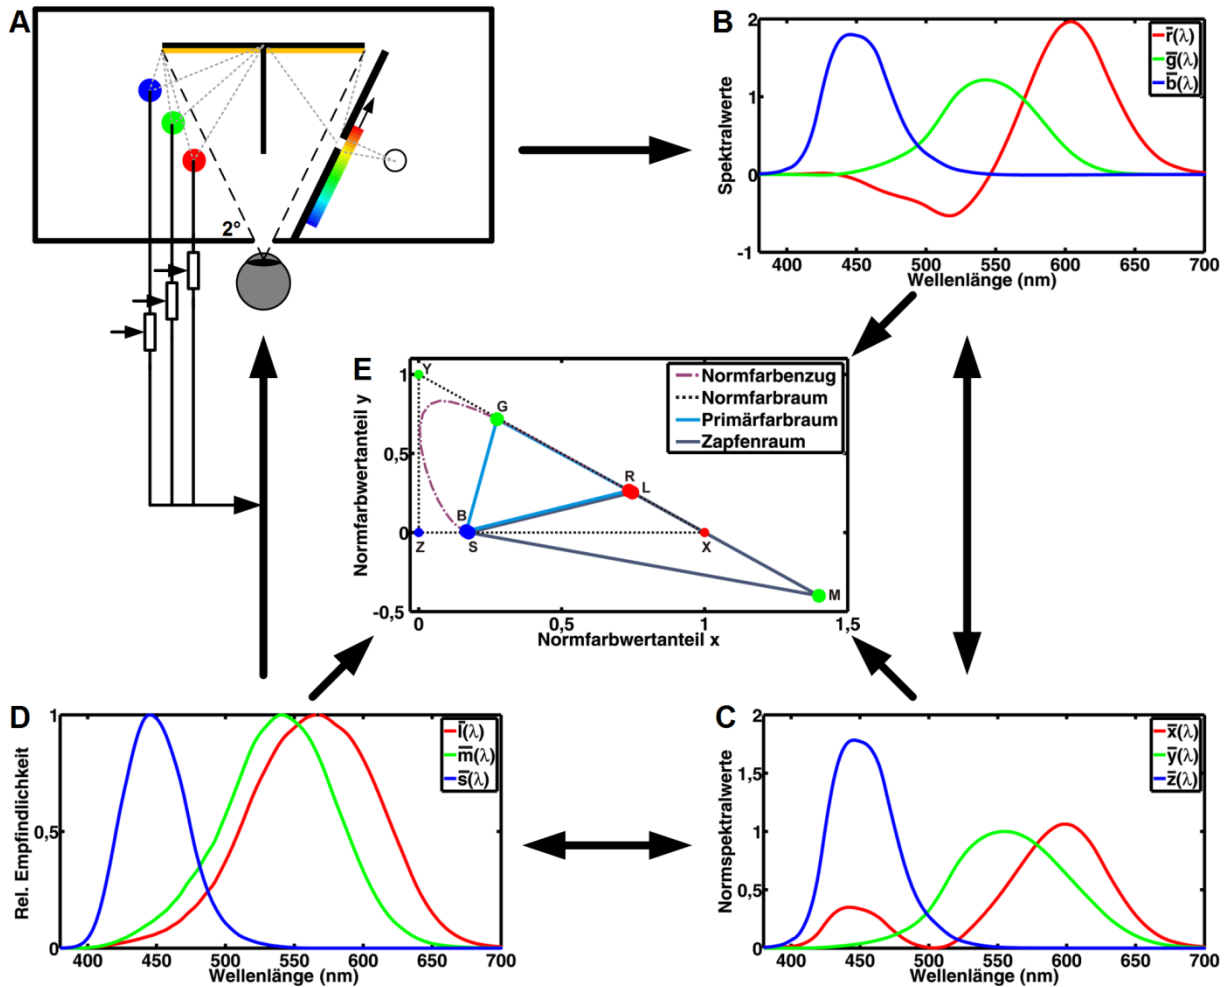 A
2°
B
r̄(λ)
ḡ(λ)
b̄(λ)
Spektralwerte
2
1
0
-1
400 450 500 550 600 650 700
Wellenlänge (nm)
E
Normfarbenzug
Normfarbraum
Primärfarbraum
Zapfenraum
Y
G
R
L
B
S
Z
X
M
Normfarbwertanteil y
1
0,5
0
-0,5
0 0,5 1 1,5
Normfarbwertanteil x
D
l̄(λ)
m̄(λ)
s̄(λ)
Rel. Empfindlichkeit
1
0,5
0
400 450 500 550 600 650 700
Wellenlänge (nm)
C
x̄(λ)
ȳ(λ)
z̄(λ)
Normspektralwerte
2
1,5
1
0,5
0
400 450 500 550 600 650 700
Wellenlänge (nm)